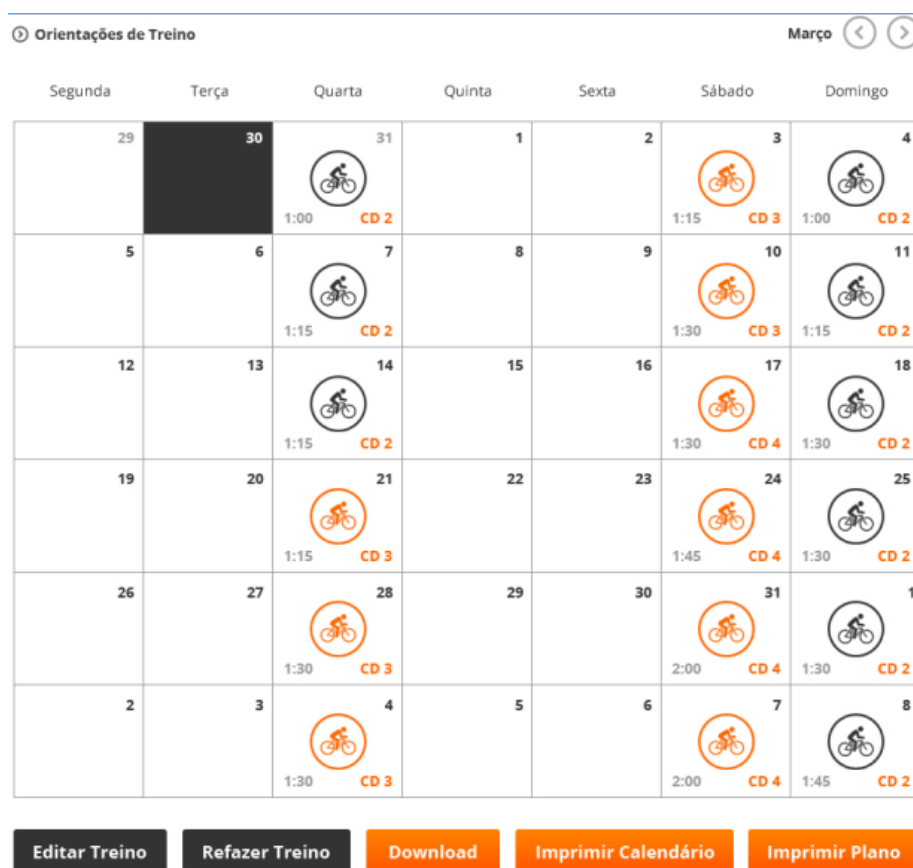 Orientações de Treino Março
Segunda Terça Quarta Quinta Sexta Sábado Domingo
29 30 31 1 2 3 4
1:00 CD 2 1:15 CD 3 1:00 CD 2
5 6 7 8 9 10 11
1:15 CD 2 1:30 CD 3 1:15 CD 2
12 13 14 15 16 17 18
1:15 CD 2 1:30 CD 4 1:30 CD 2
19 20 21 22 23 24 25
1:15 CD 3 1:45 CD 4 1:30 CD 2
26 27 28 29 30 31 1
1:30 CD 3 2:00 CD 4 1:30 CD 2
2 3 4 5 6 7 8
1:30 CD 3 2:00 CD 4 1:45 CD 2
Editar Treino Refazer Treino Download Imprimir Calendário Imprimir Plano